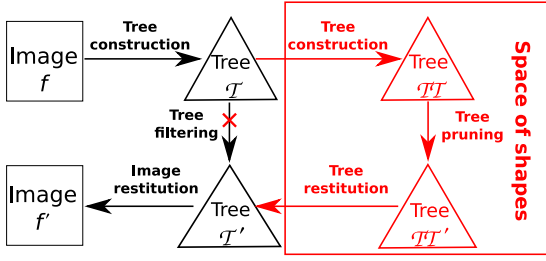 Image
f
Tree
construction
Tree
𝒯
Tree
construction
Tree
𝒯𝒯
Space of shapes
Tree
filtering
Tree
pruning
Image
f'
Image
restitution
Tree
𝒯'
Tree
restitution
Tree
𝒯𝒯'